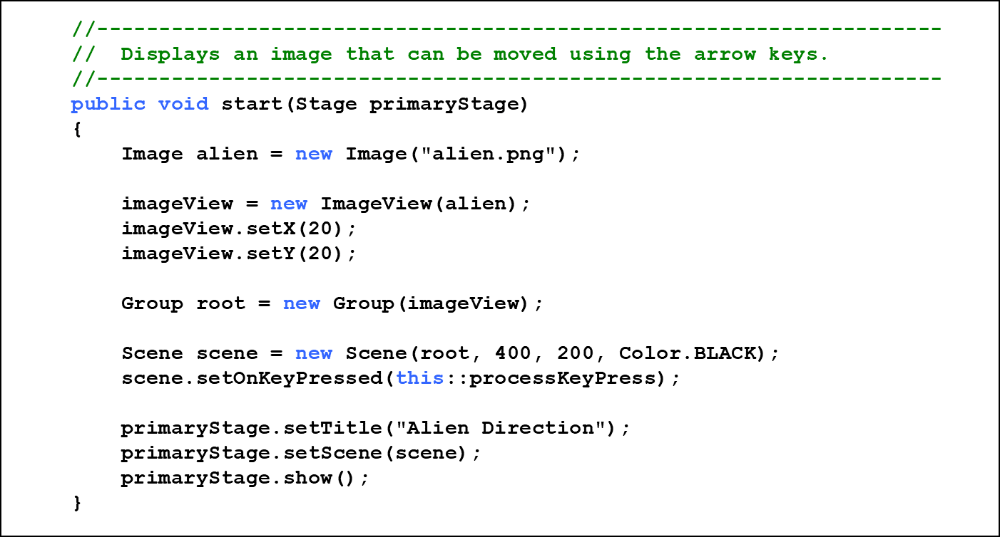 //--------------------------------------------------------------------
//  Displays an image that can be moved using the arrow keys.
//--------------------------------------------------------------------
public void start(Stage primaryStage)
{
    Image alien = new Image("alien.png");

    imageView = new ImageView(alien);
    imageView.setX(20);
    imageView.setY(20);

    Group root = new Group(imageView);

    Scene scene = new Scene(root, 400, 200, Color.BLACK);
    scene.setOnKeyPressed(this::processKeyPress);

    primaryStage.setTitle("Alien Direction");
    primaryStage.setScene(scene);
    primaryStage.show();
}